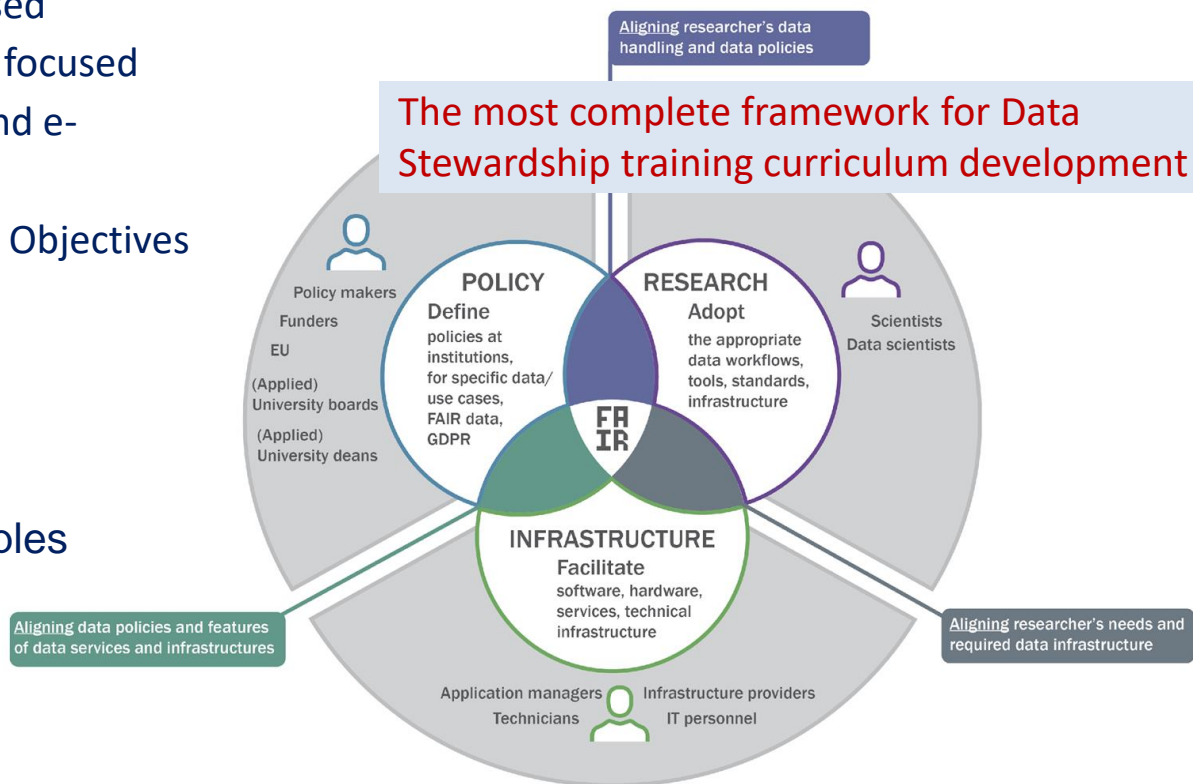 sed
focused
nd e-
Objectives
oles
Aligning researcher's data
handling and data policies
The most complete framework for Data
Stewardship training curriculum development
Policy makers
Funders
EU
(Applied)
University boards
(Applied)
University deans
POLICY
Define
policies at
institutions,
for specific data/
use cases,
FAIR data,
GDPR
RESEARCH
Adopt
the appropriate
data workflows,
tools, standards,
infrastructure
Scientists
Data scientists
FA
IR
INFRASTRUCTURE
Facilitate
software, hardware,
services, technical
infrastructure
Aligning data policies and features
of data services and infrastructures
Aligning researcher's needs and
required data infrastructure
Application managers
Technicians
Infrastructure providers
IT personnel